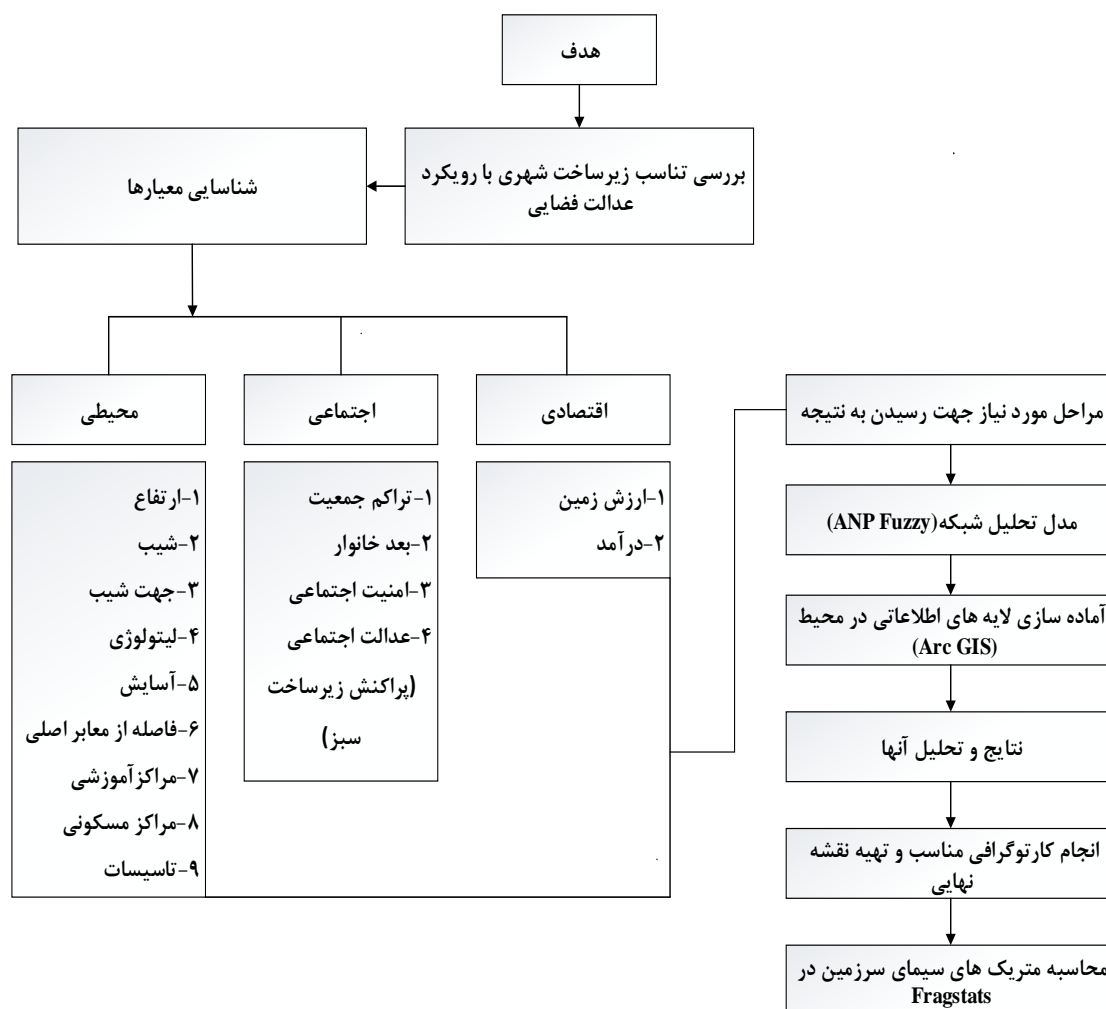 هدف
بررسی تناسب زیرساخت شهری با رویکرد
عدالت فضایی
شناسایی معیارها
اقتصادی
۱-ارزش زمین
۲-درآمد
اجتماعی
۱-تراکم جمعیت
۲-بعد خانوار
۳-امنیت اجتماعی
۴-عدالت اجتماعی
(پراکنش زیرساخت
سبز)
محیطی
۱-ارتفاع
۲-شیب
۳-جهت شیب
۴-لیتولوژی
۵-آسایش
۶-فاصله از معابر اصلی
۷-مراکز آموزشی
۸-مراکز مسکونی
۹-تاسیسات
مراحل مورد نیاز جهت رسیدن به نتیجه
مدل تحلیل شبکه(ANP Fuzzy)
آماده سازی لایه های اطلاعاتی در محیط
(Arc GIS)
نتایج و تحلیل آنها
انجام کارتوگرافی مناسب و تهیه نقشه
نهایی
محاسبه متریک های سیمای سرزمین در
Fragstats